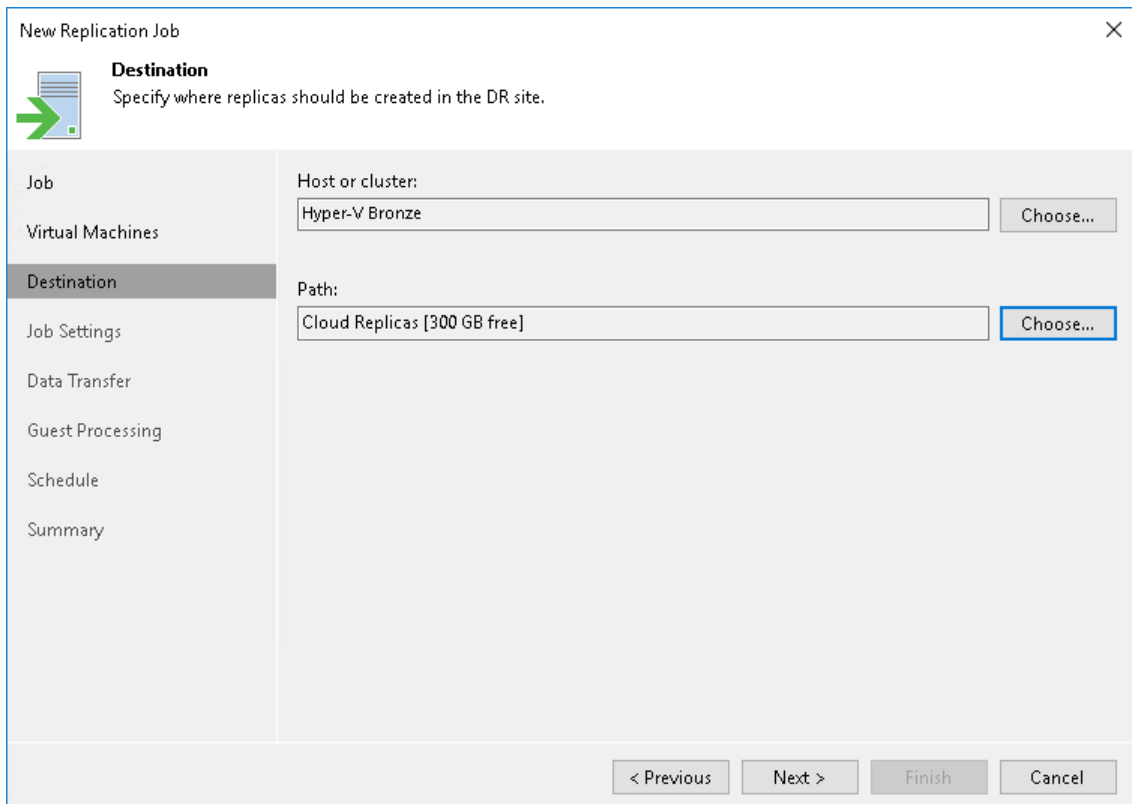 New Replication Job
Destination
Specify where replicas should be created in the DR site.
Job
Virtual Machines
Destination
Job Settings
Data Transfer
Guest Processing
Schedule
Summary
Host or cluster:
Hyper-V Bronze
Choose...
Path:
Cloud Replicas [300 GB free]
Choose...
< Previous
Next >
Finish
Cancel